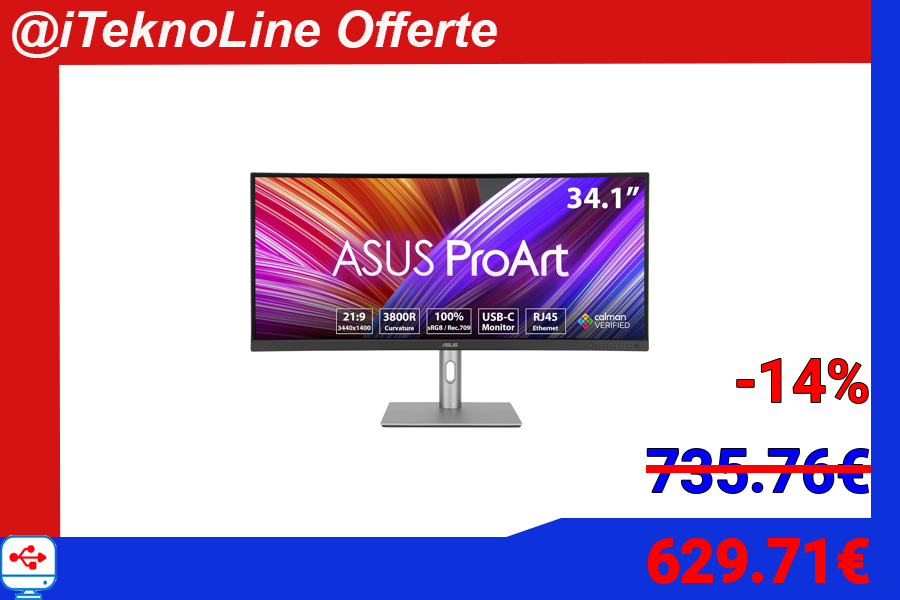 @iTeknoLine Offerte
34.1”
ASUS ProArt
21:9
3440x1400
3800R
Curvature
100%
sRGB / Rec.709
USB-C
Monitor
RJ45
Ethernet
calman
VERIFIED
ASUS
-14%
735.76€
629.71€